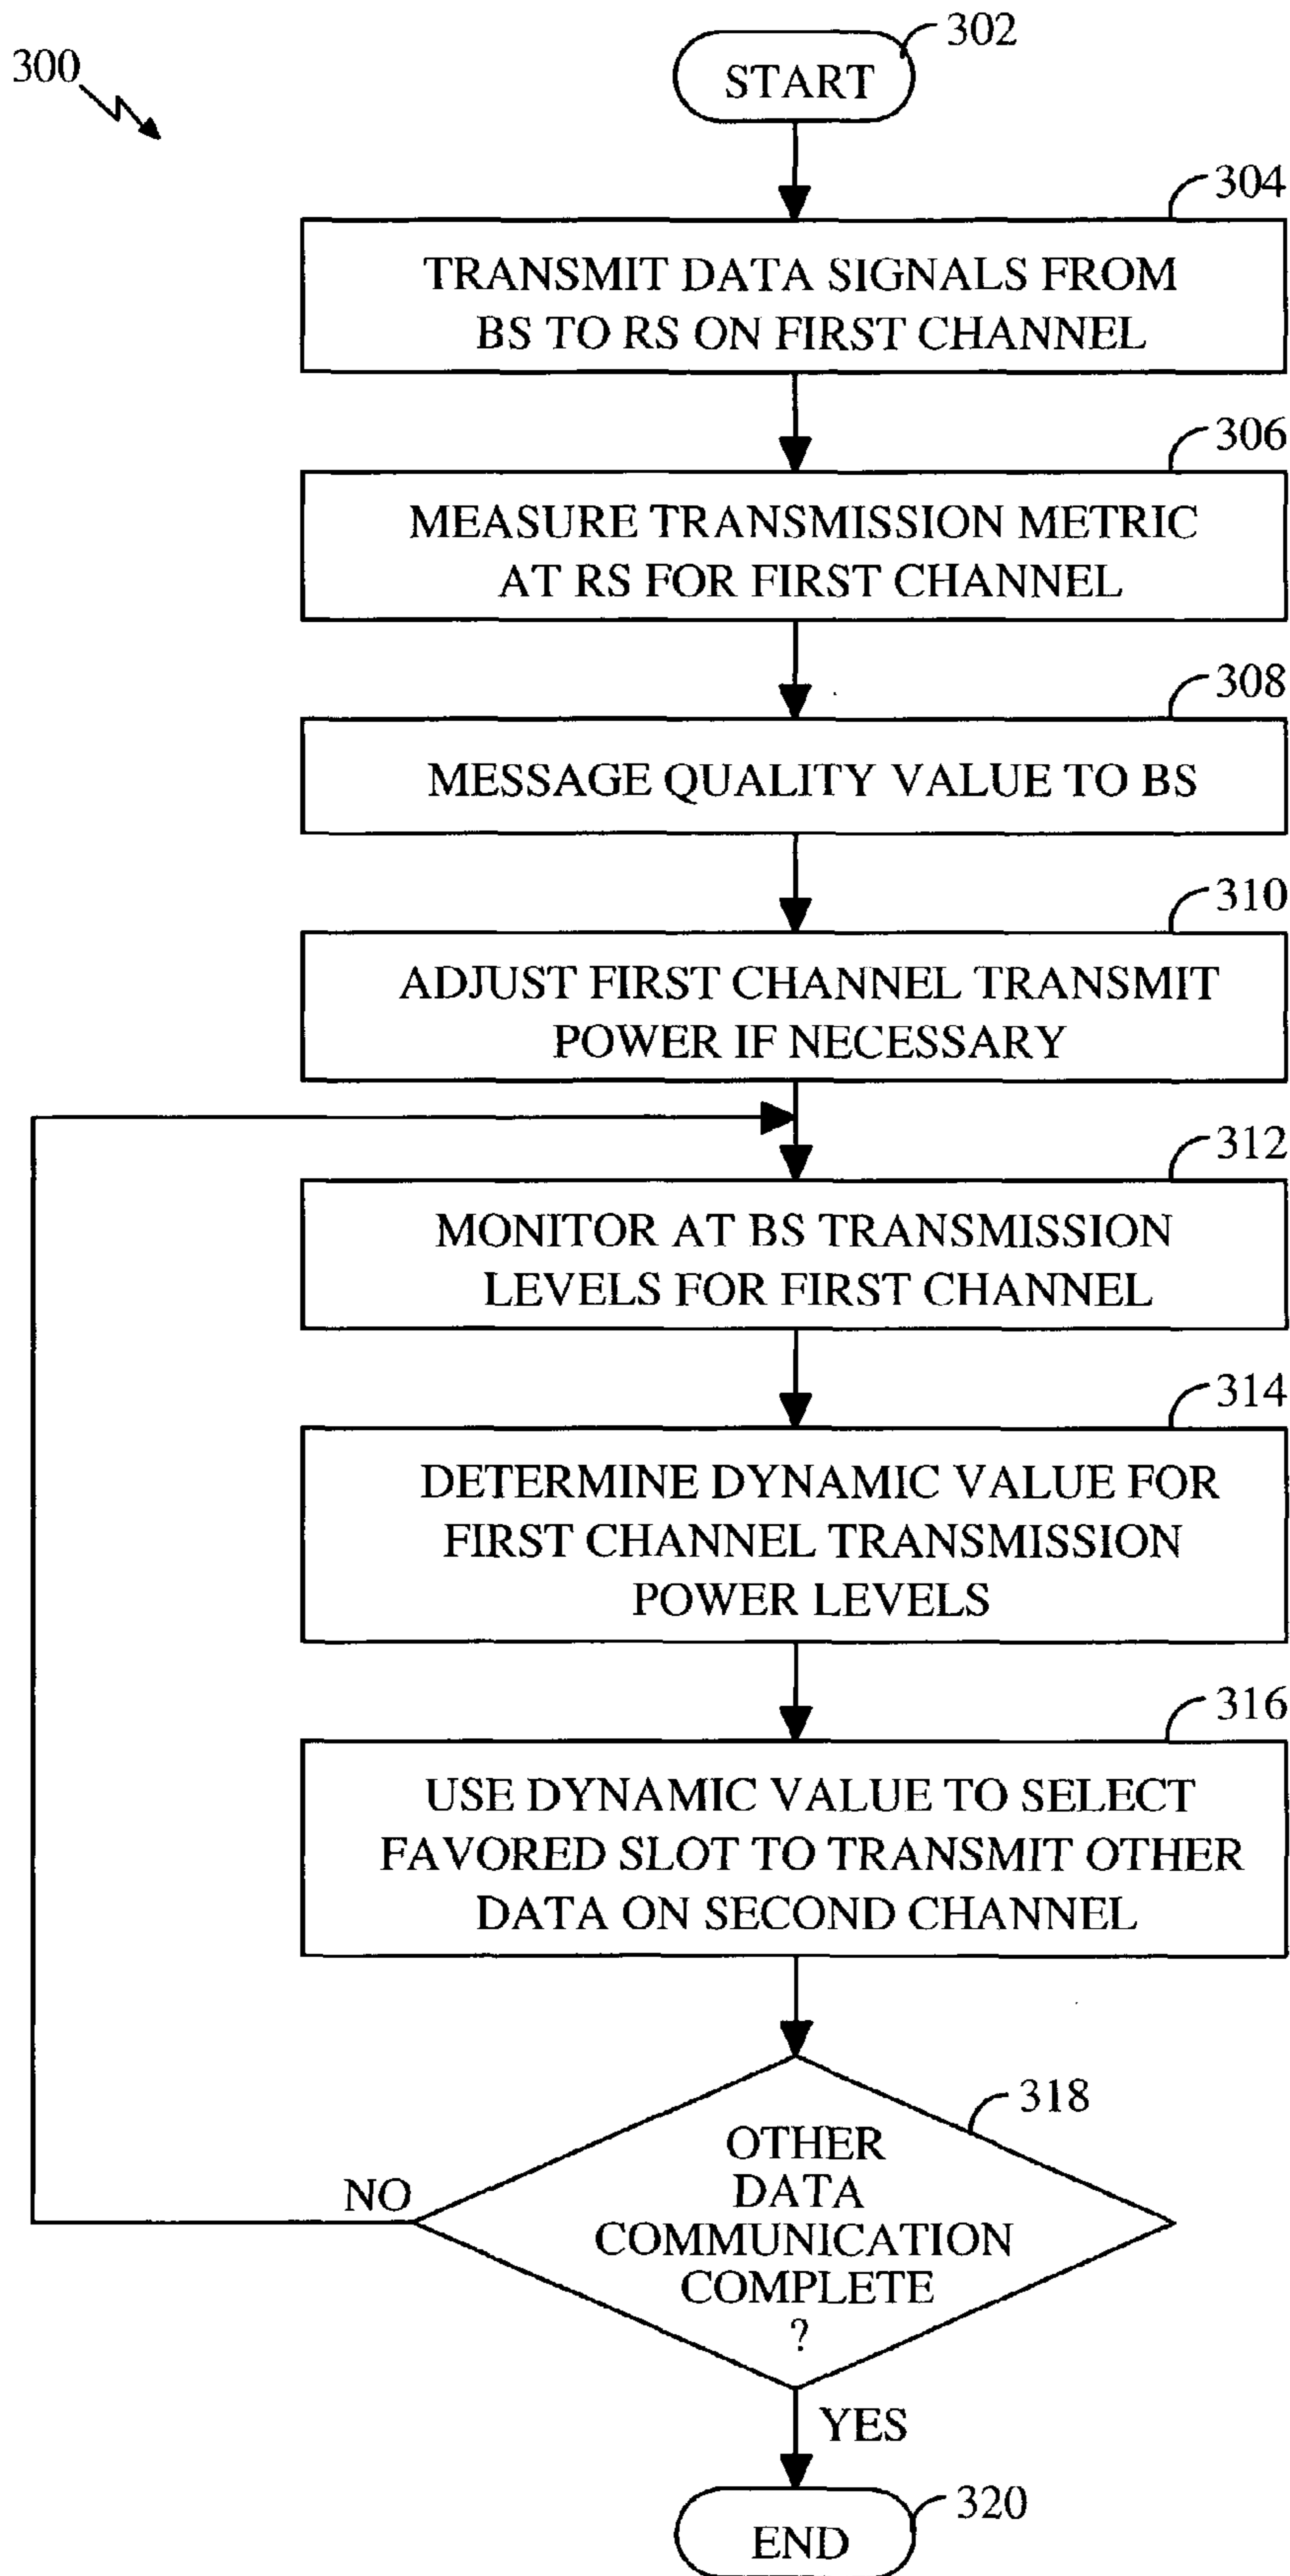 300
302
START
304
TRANSMIT DATA SIGNALS FROM
BS TO RS ON FIRST CHANNEL
306
MEASURE TRANSMISSION METRIC
AT RS FOR FIRST CHANNEL
308
MESSAGE QUALITY VALUE TO BS
310
ADJUST FIRST CHANNEL TRANSMIT
POWER IF NECESSARY
312
MONITOR AT BS TRANSMISSION
LEVELS FOR FIRST CHANNEL
314
DETERMINE DYNAMIC VALUE FOR
FIRST CHANNEL TRANSMISSION
POWER LEVELS
316
USE DYNAMIC VALUE TO SELECT
FAVORED SLOT TO TRANSMIT OTHER
DATA ON SECOND CHANNEL
318
OTHER
DATA
COMMUNICATION
COMPLETE
?
NO
YES
320
END